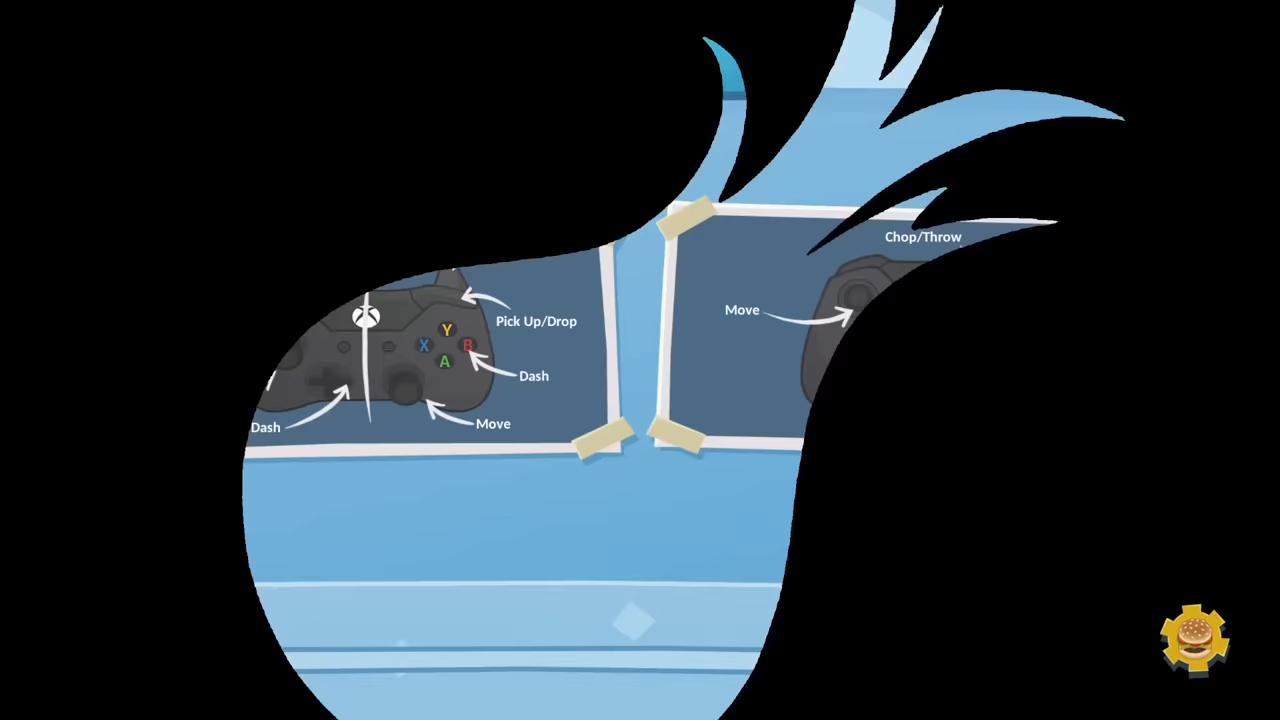 Pick Up/Drop
Y
X
B
A
Dash
Dash
Move
Chop/Throw
Move